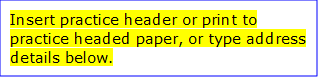 Insert practice header or print to
practice headed paper, or type address
details below.